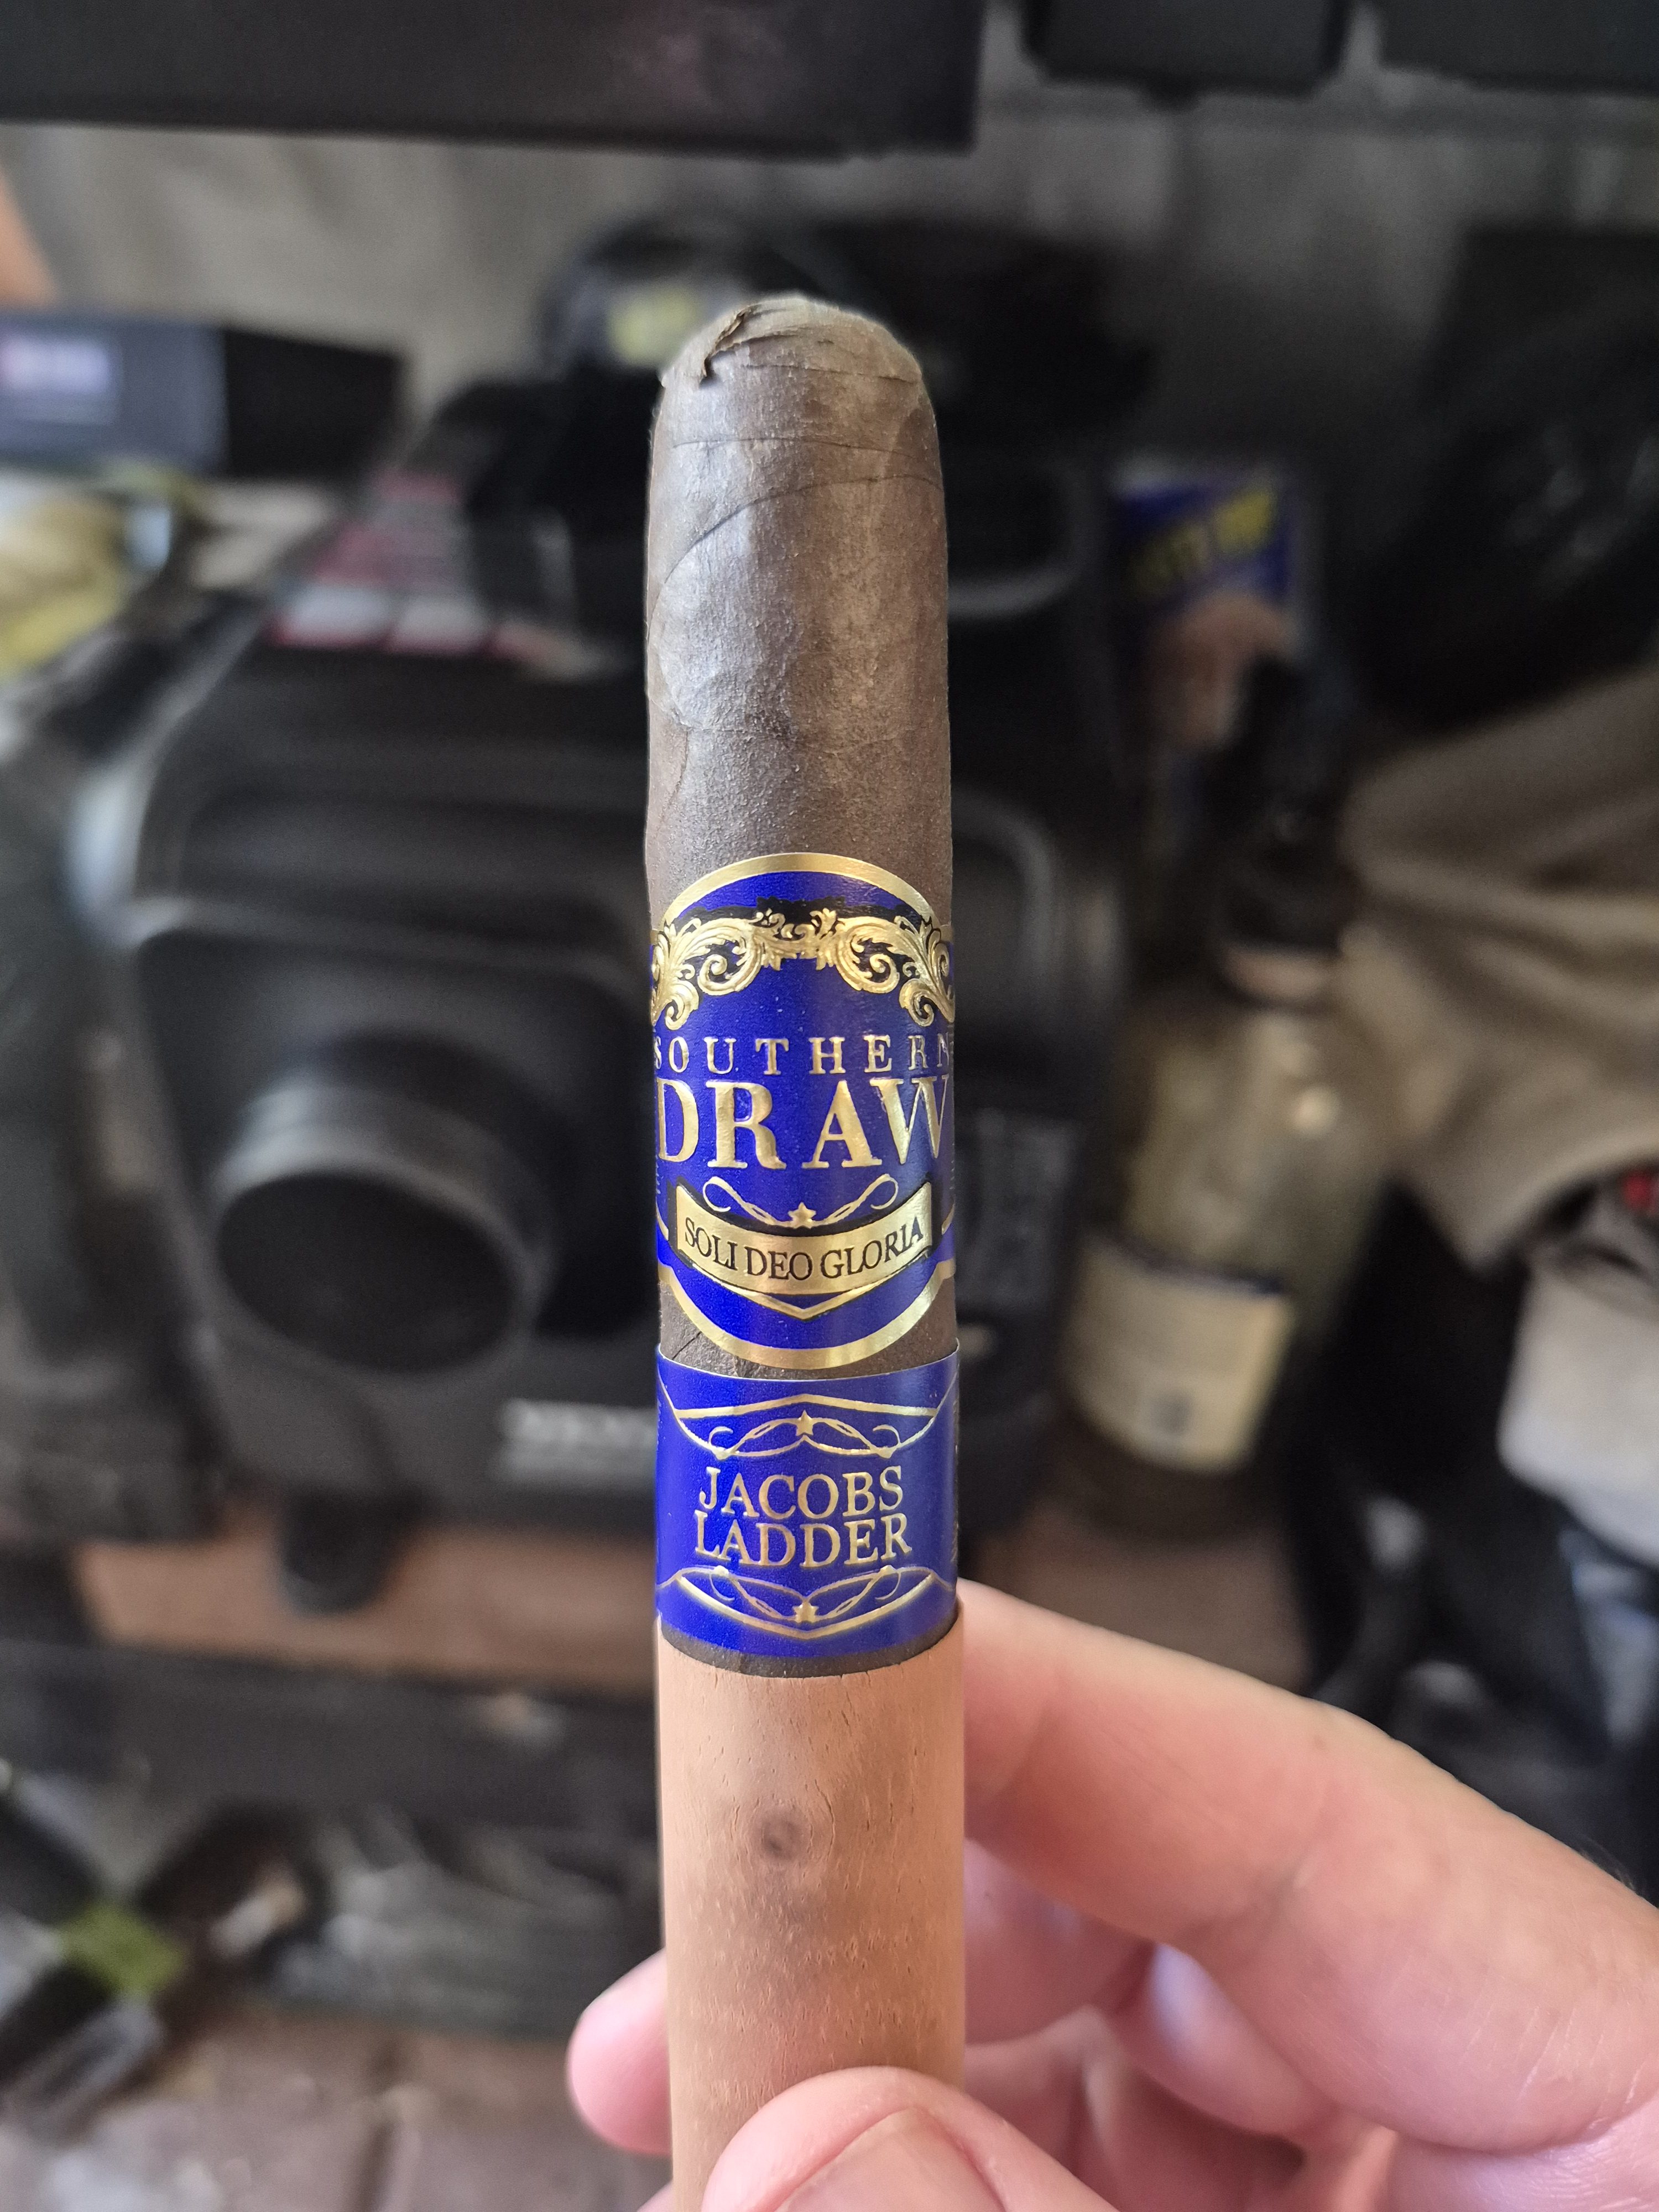 SOUTHERN
DRAW
SOLI DEO GLORIA
JACOBS
LADDER